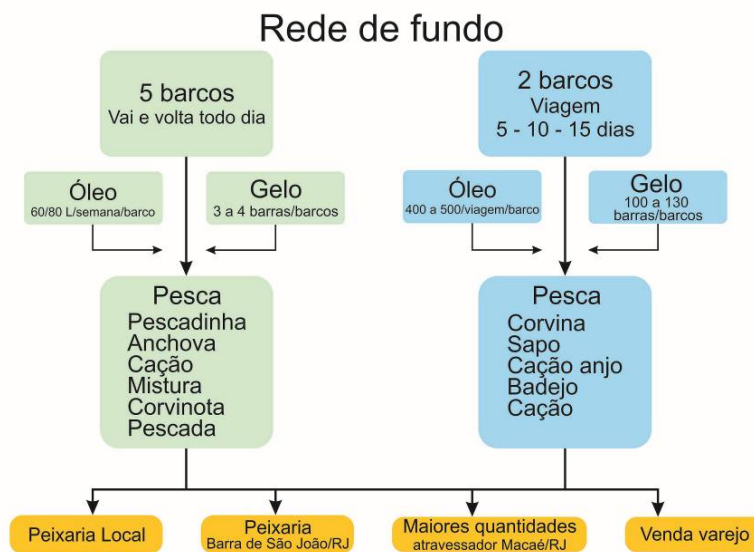 Rede de fundo
5 barcos
Vai e volta todo dia
2 barcos
Viagem
5 - 10 - 15 dias
Óleo
60/80 L/semana/barco
Gelo
3 a 4 barras/barcos
Óleo
400 a 500/viagem/barco
Gelo
100 a 130
barras/barcos
Pesca
Pescadinha
Anchova
Cação
Mistura
Corvinota
Pescada
Pesca
Corvina
Sapo
Cação anjo
Badejo
Cação
Peixaria Local
Peixaria
Barra de São João/RJ
Maiores quantidades
atravessador Macaé/RJ
Venda varejo